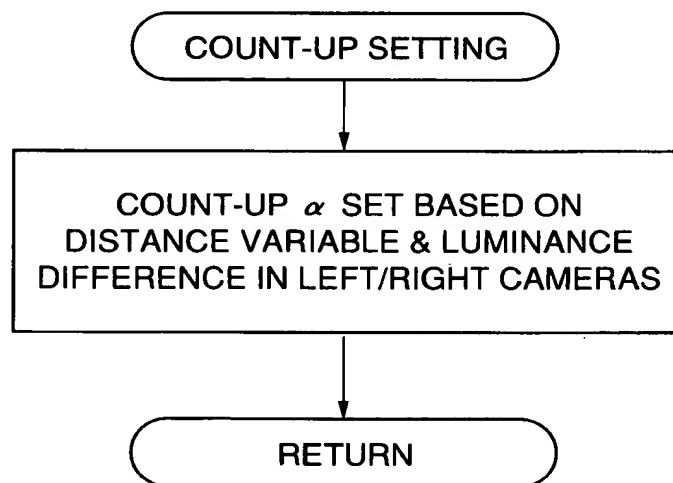 COUNT-UP SETTING
COUNT-UP α SET BASED ON
DISTANCE VARIABLE & LUMINANCE
DIFFERENCE IN LEFT/RIGHT CAMERAS
RETURN